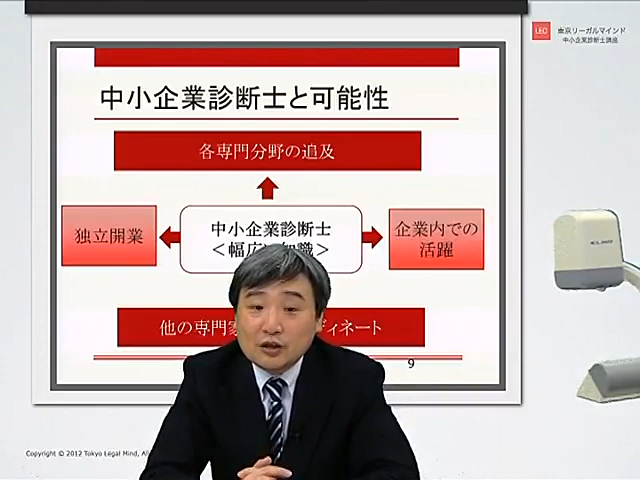 LEC 東京リーガルマインド
中小企業診断士講座
中小企業診断士と可能性
各専門分野の追及
独立開業
中小企業診断士
＜幅広 知識＞
企業内での
活躍
他の専門 ディネート
9
Copyright © 2012 Tokyo Legal Mind, All